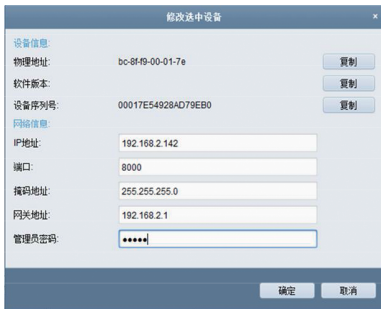 修改选中设备
设备信息:
物理地址: bc-8f-f9-00-01-7e 复制
软件版本: 复制
设备序列号: 00017E54928AD79EB0 复制
网络信息:
IP地址: 192.168.2.142
端口: 8000
掩码地址: 255.255.255.0
网关地址: 192.168.2.1
管理员密码: •••••
确定 取消